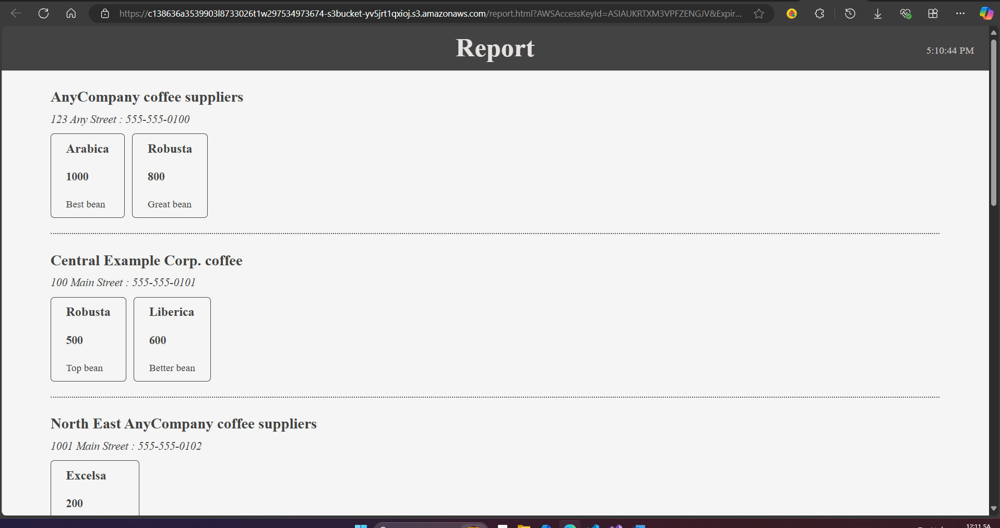 https://c138636a3539903l8733026t1w297534973674-s3bucket-yv5jrt1qxioj.s3.amazonaws.com/report.html?AWSAccessKeyId=ASIAUKRTXM3VPFZENGJV&Expir...
Report
5:10:44 PM
AnyCompany coffee suppliers
123 Any Street : 555-555-0100
Arabica
1000
Best bean
Robusta
800
Great bean
Central Example Corp. coffee
100 Main Street : 555-555-0101
Robusta
500
Top bean
Liberica
600
Better bean
North East AnyCompany coffee suppliers
1001 Main Street : 555-555-0102
Excelsa
200
12:11 SA